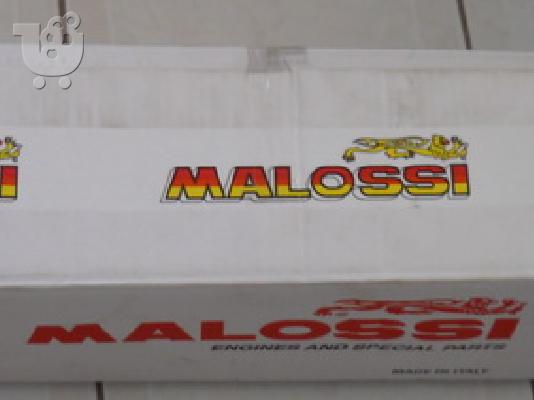 MALOSSI
MALOSSI
ENGINES AND SPECIAL PARTS
MADE IN ITALY